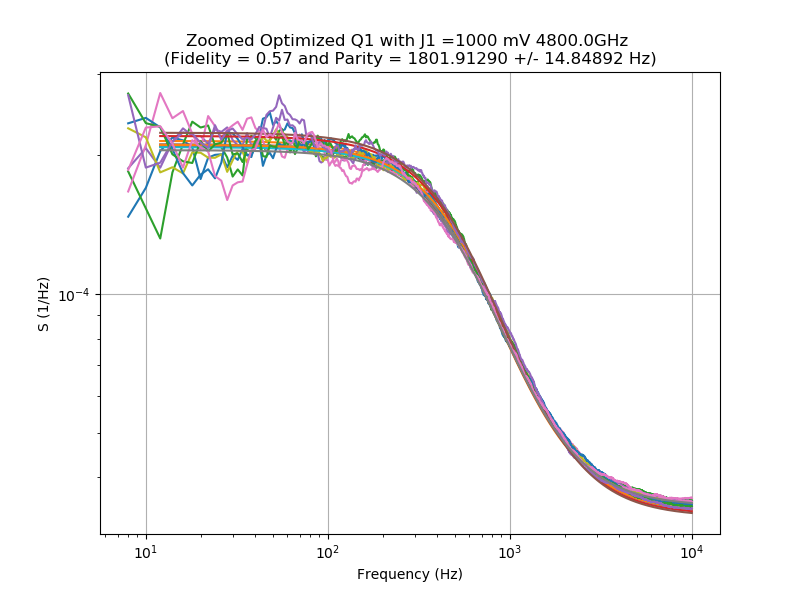 Zoomed Optimized Q1 with J1 =1000 mV 4800.0GHz
(Fidelity = 0.57 and Parity = 1801.91290 +/- 14.84892 Hz)
S (1/Hz)
10⁻⁴
10¹ 10² 10³ 10⁴
Frequency (Hz)